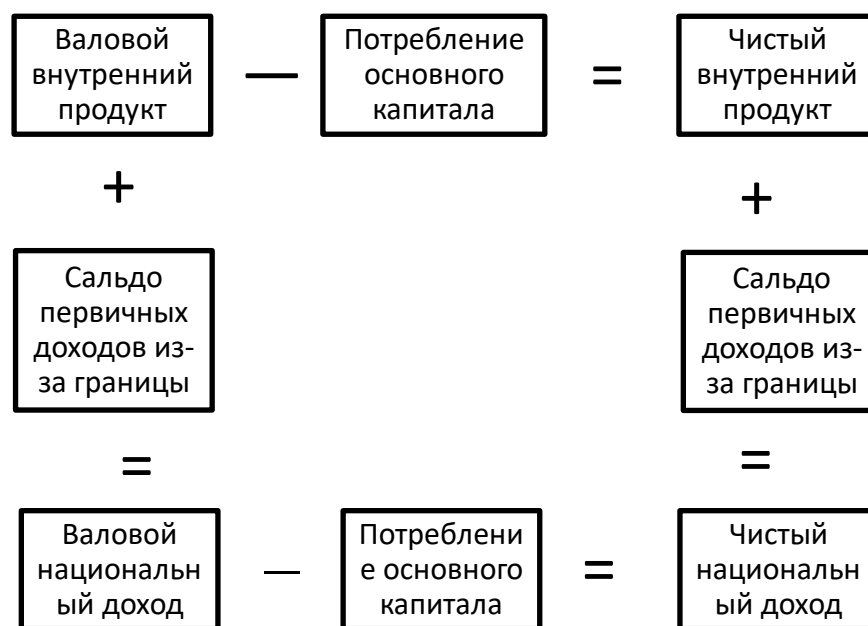 Валовой
внутренний
продукт
—
Потребление
основного
капитала
=
Чистый
внутренний
продукт
+
+
Сальдо
первичных
доходов из-
за границы
Сальдо
первичных
доходов из-
за границы
=
=
Валовой
национальн
ый доход
—
Потреблени
е основного
капитала
=
Чистый
национальн
ый доход